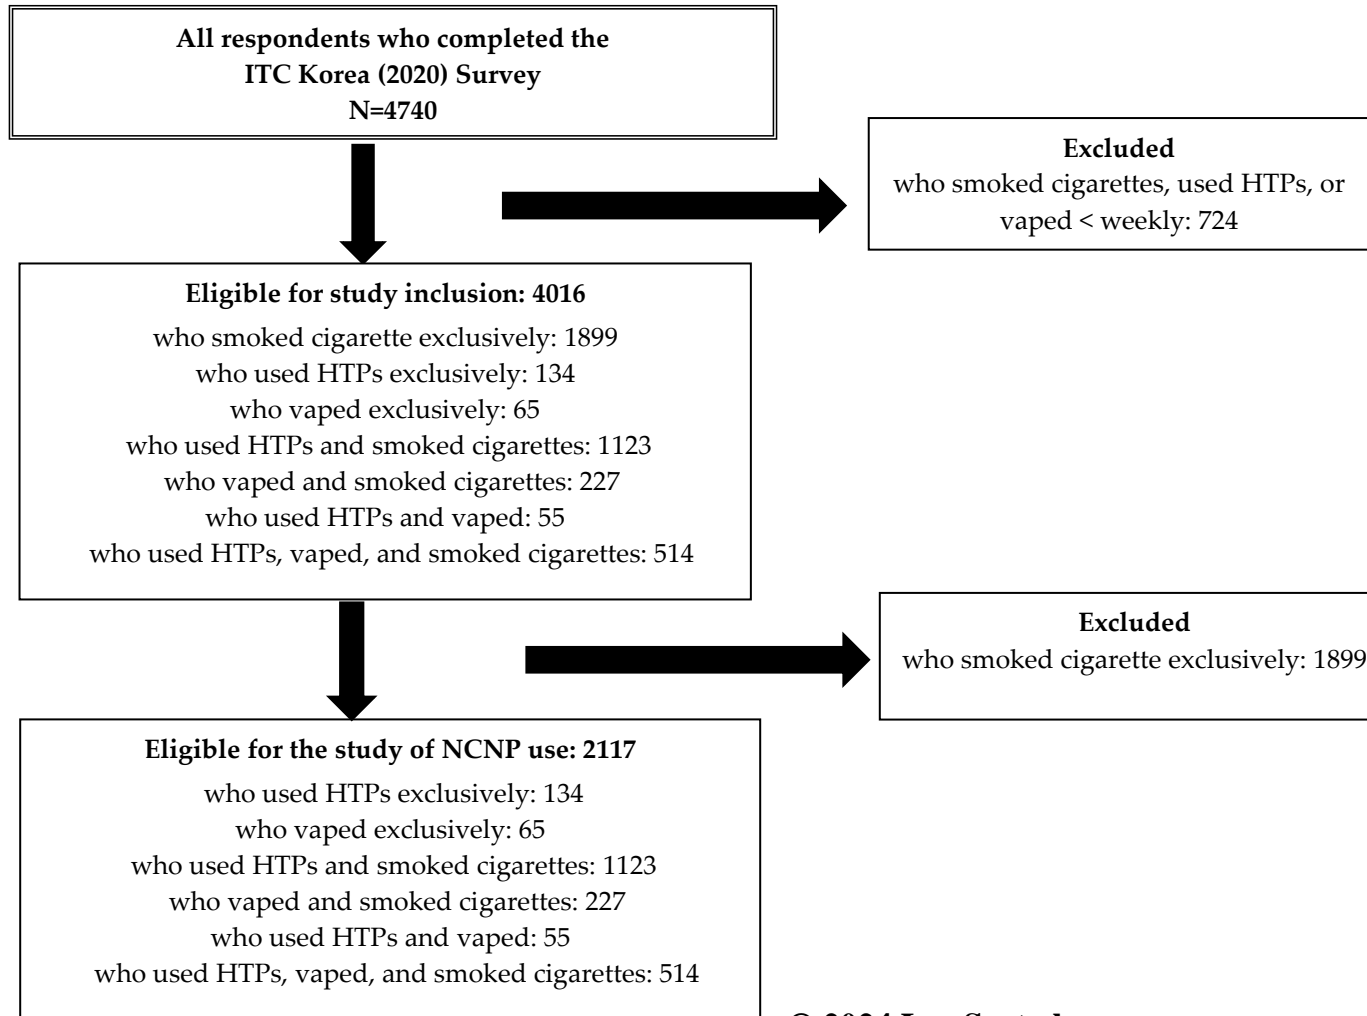 All respondents who completed the
ITC Korea (2020) Survey
N=4740
Excluded
who smoked cigarettes, used HTPs, or
vaped < weekly: 724
Eligible for study inclusion: 4016
who smoked cigarette exclusively: 1899
who used HTPs exclusively: 134
who vaped exclusively: 65
who used HTPs and smoked cigarettes: 1123
who vaped and smoked cigarettes: 227
who used HTPs and vaped: 55
who used HTPs, vaped, and smoked cigarettes: 514
Excluded
who smoked cigarette exclusively: 1899
Eligible for the study of NCNP use: 2117
who used HTPs exclusively: 134
who vaped exclusively: 65
who used HTPs and smoked cigarettes: 1123
who vaped and smoked cigarettes: 227
who used HTPs and vaped: 55
who used HTPs, vaped, and smoked cigarettes: 514